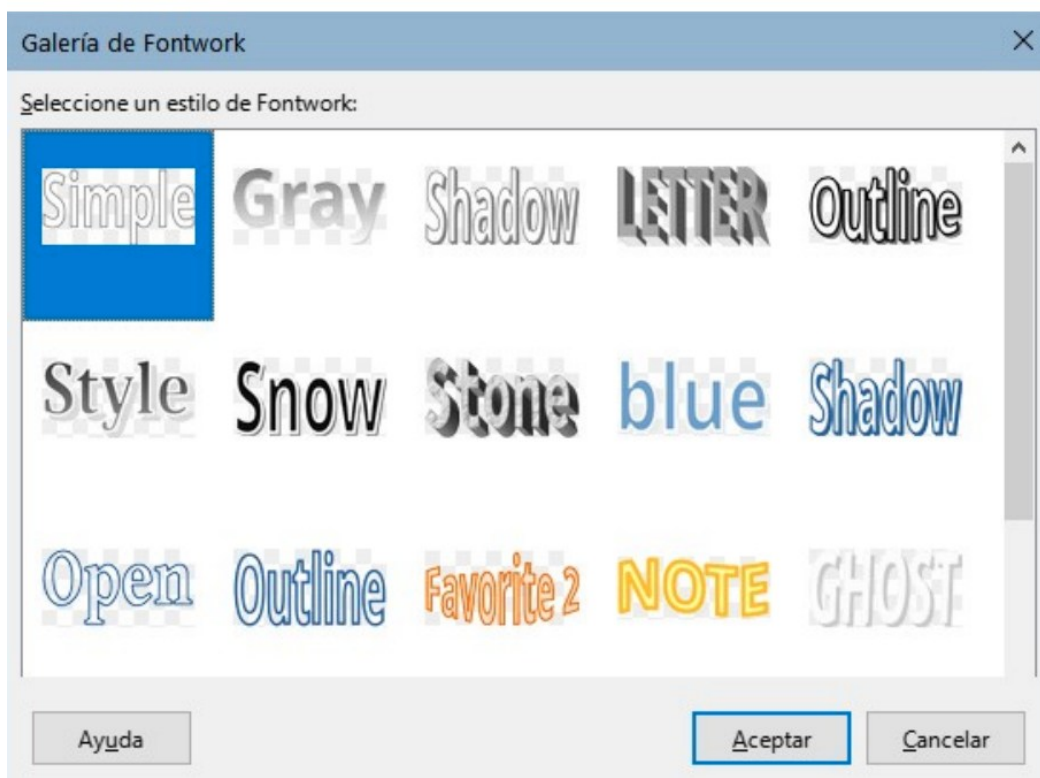 Galería de Fontwork
Seleccione un estilo de Fontwork:
Simple Gray Shadow LETTER Outline
Style Snow Stone blue Shadow
Open Outline Favorite 2 NOTE GHOST
Ayuda Aceptar Cancelar